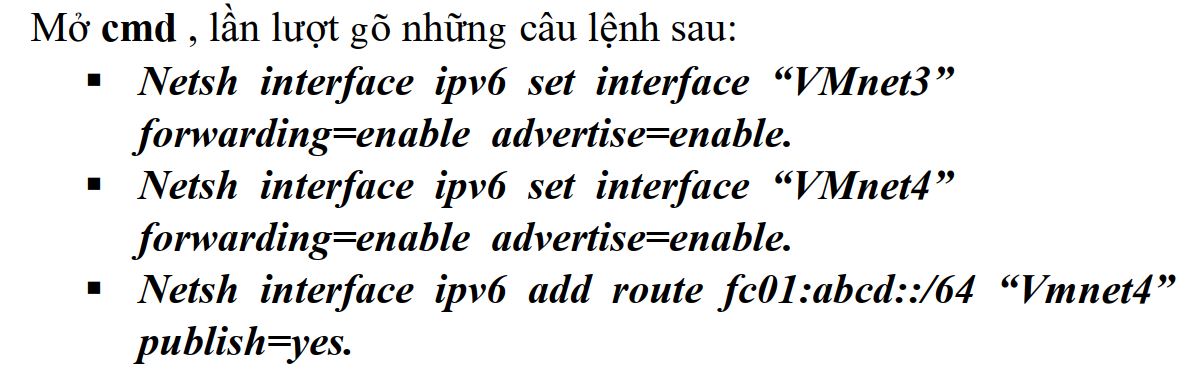 Mở cmd , lần lượt gõ những câu lệnh sau:
▪ Netsh interface ipv6 set interface “VMnet3”
forwarding=enable advertise=enable.
▪ Netsh interface ipv6 set interface “VMnet4”
forwarding=enable advertise=enable.
▪ Netsh interface ipv6 add route fc01:abcd::/64 “Vmnet4”
publish=yes.